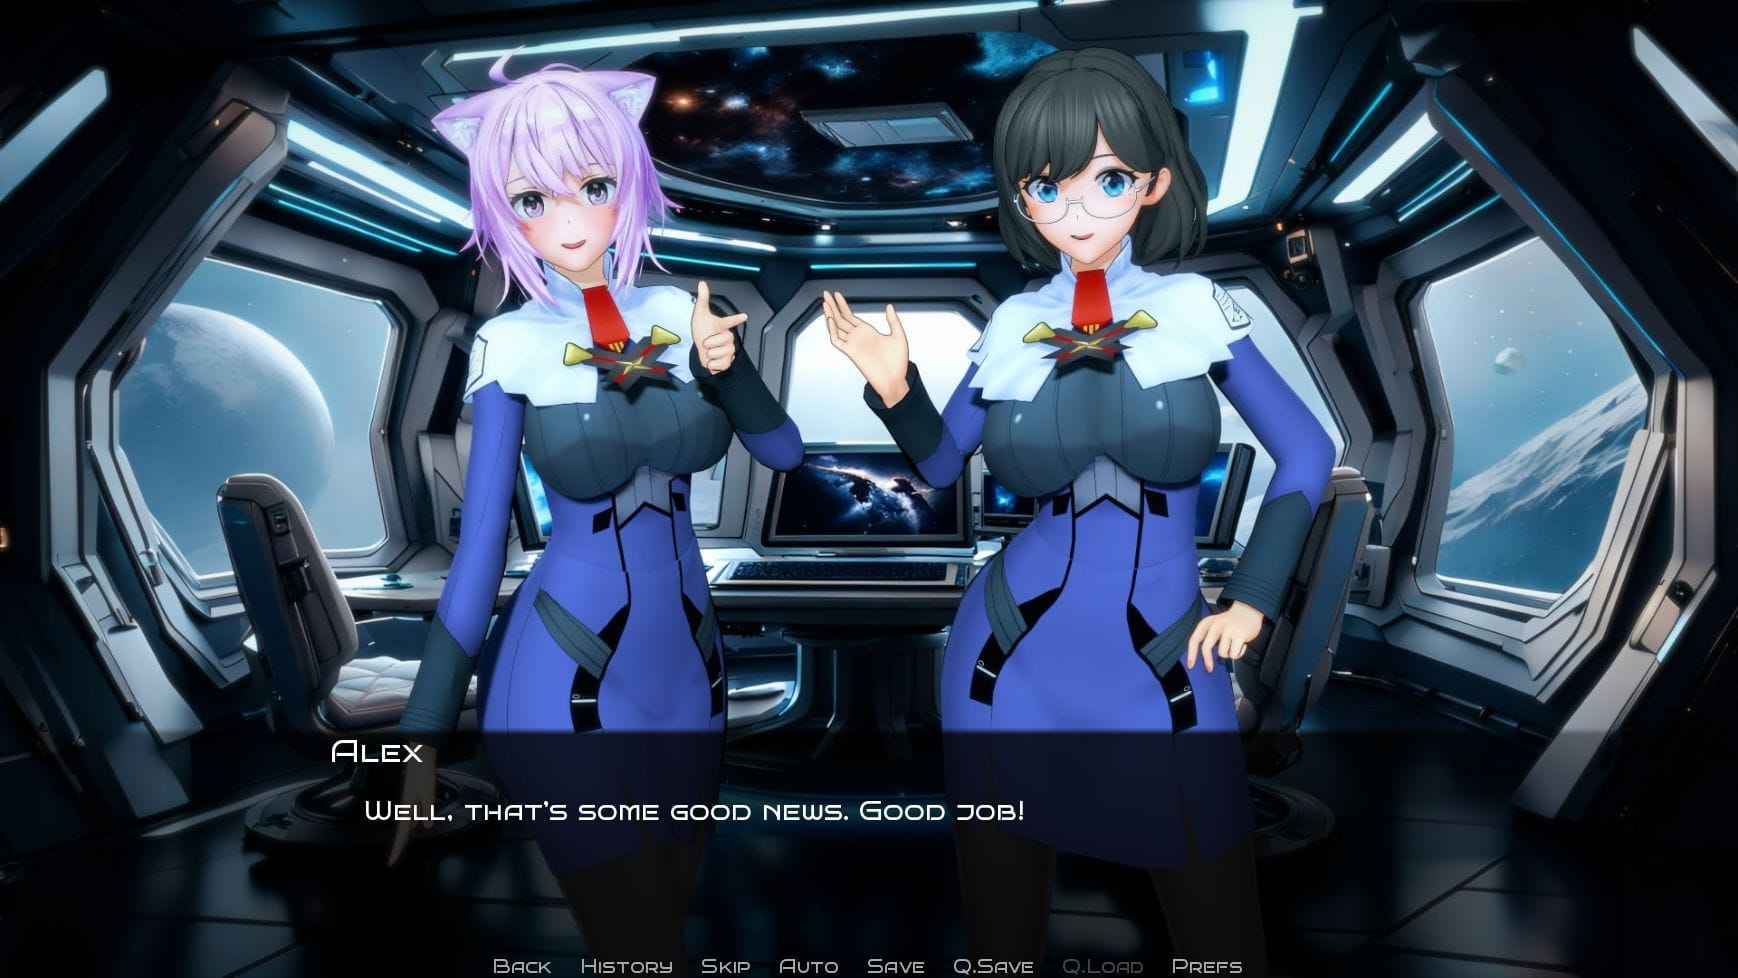 Alex
Well, that's some good news. Good job!
Back History Skip Auto Save Q.Save Q.Load Prefs